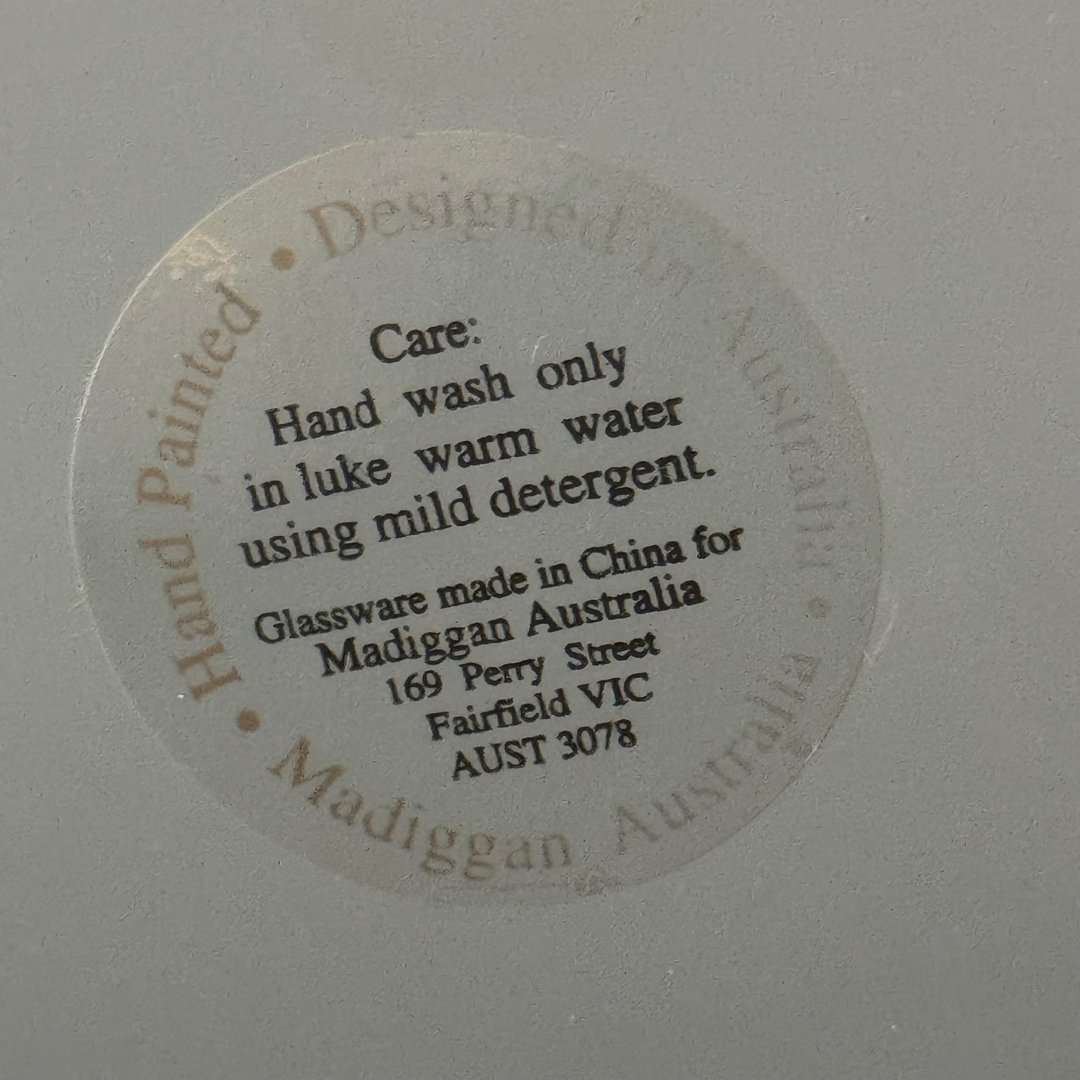 • Designed in Australia • Madiggan Australia • Hand Painted
Care:
Hand wash only
in luke warm water
using mild detergent.
Glassware made in China for
Madiggan Australia
169 Perry Street
Fairfield VIC
AUST 3078